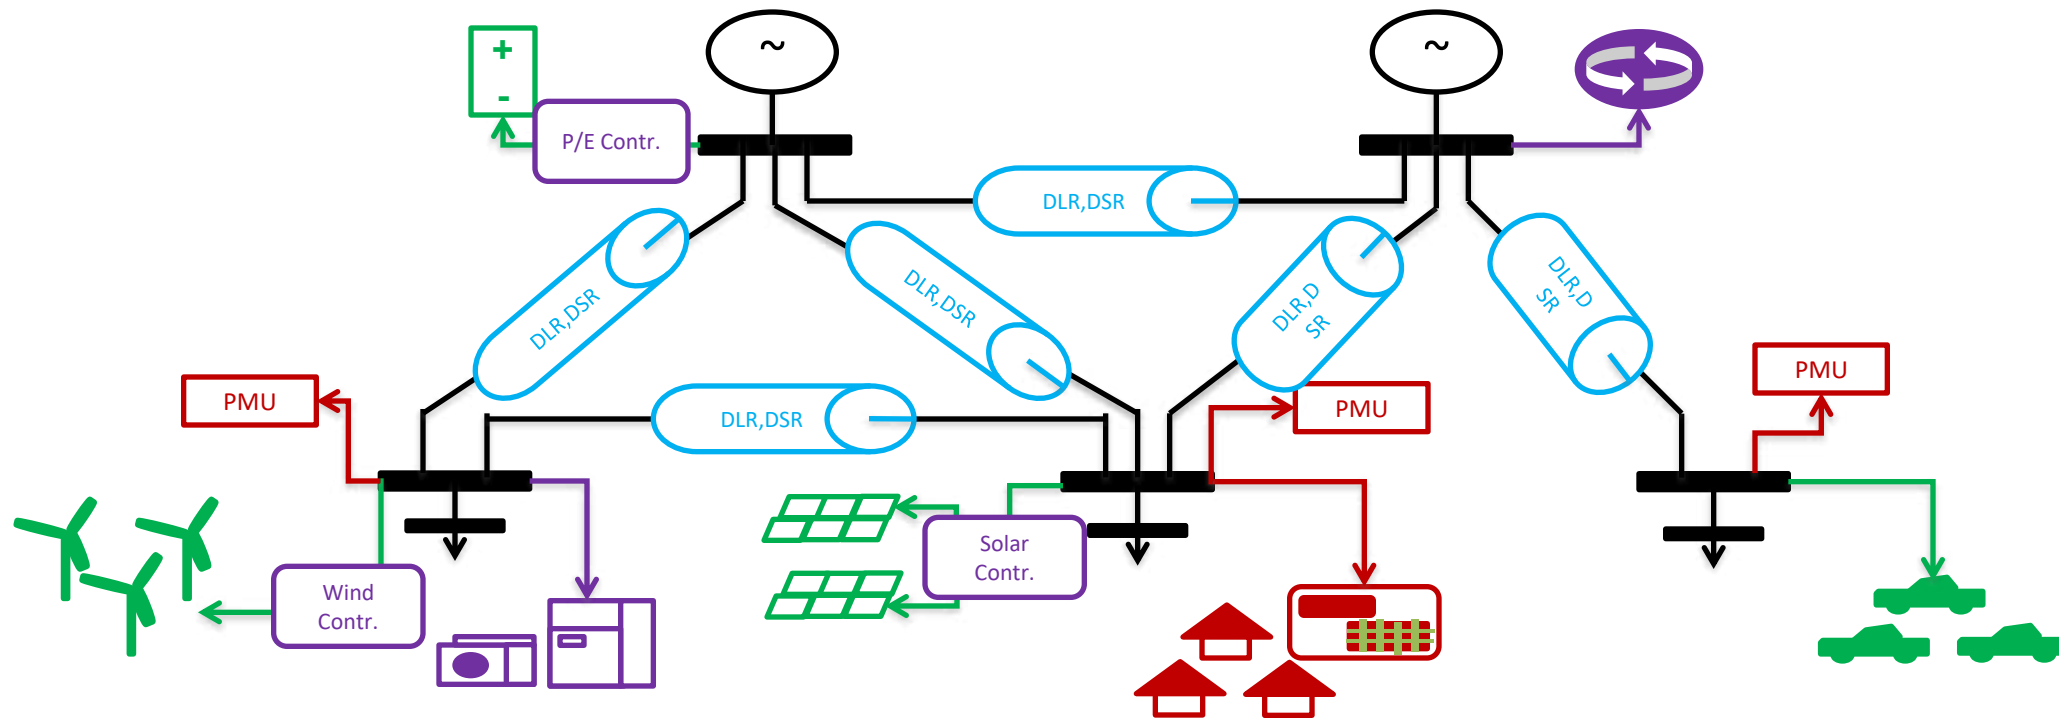 ~
~
+
-
P/E Contr.
DLR,DSR
DLR,DSR
DLR,DSR
DLR,D
SR
DLR,D
SR
PMU
DLR,DSR
PMU
PMU
Wind
Contr.
Solar
Contr.